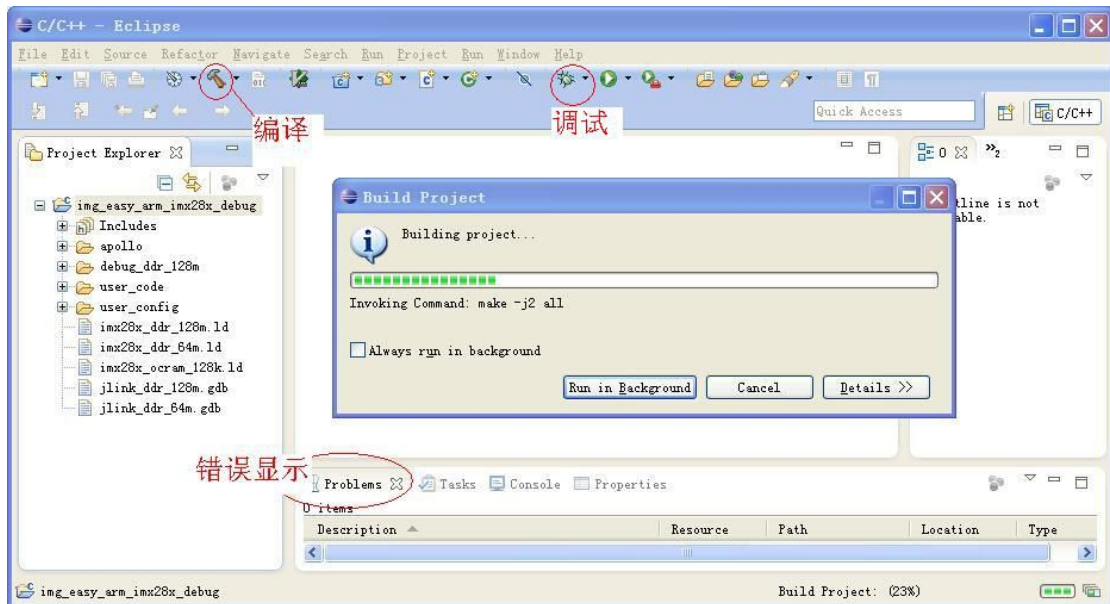 C/C++ - Eclipse
File Edit Source Refactor Navigate Search Run Project Run Window Help
编译
调试
Quick Access
C/C++
Project Explorer
O
»2
img_easy_arm_imx28x_debug
Includes
apollo
debug_ddr_128m
user_code
user_config
imx28x_ddr_128m.ld
imx28x_ddr_64m.ld
imx28x_ocram_128k.ld
jlink_ddr_128m.gdb
jlink_ddr_64m.gdb
tline is not
able.
Build Project
Building project...
Invoking Command: make -j2 all
Always run in background
Run in Background Cancel Details >>
错误显示
Problems Tasks Console Properties
0 items
Description Resource Path Location Type
img_easy_arm_imx28x_debug
Build Project: (23%)